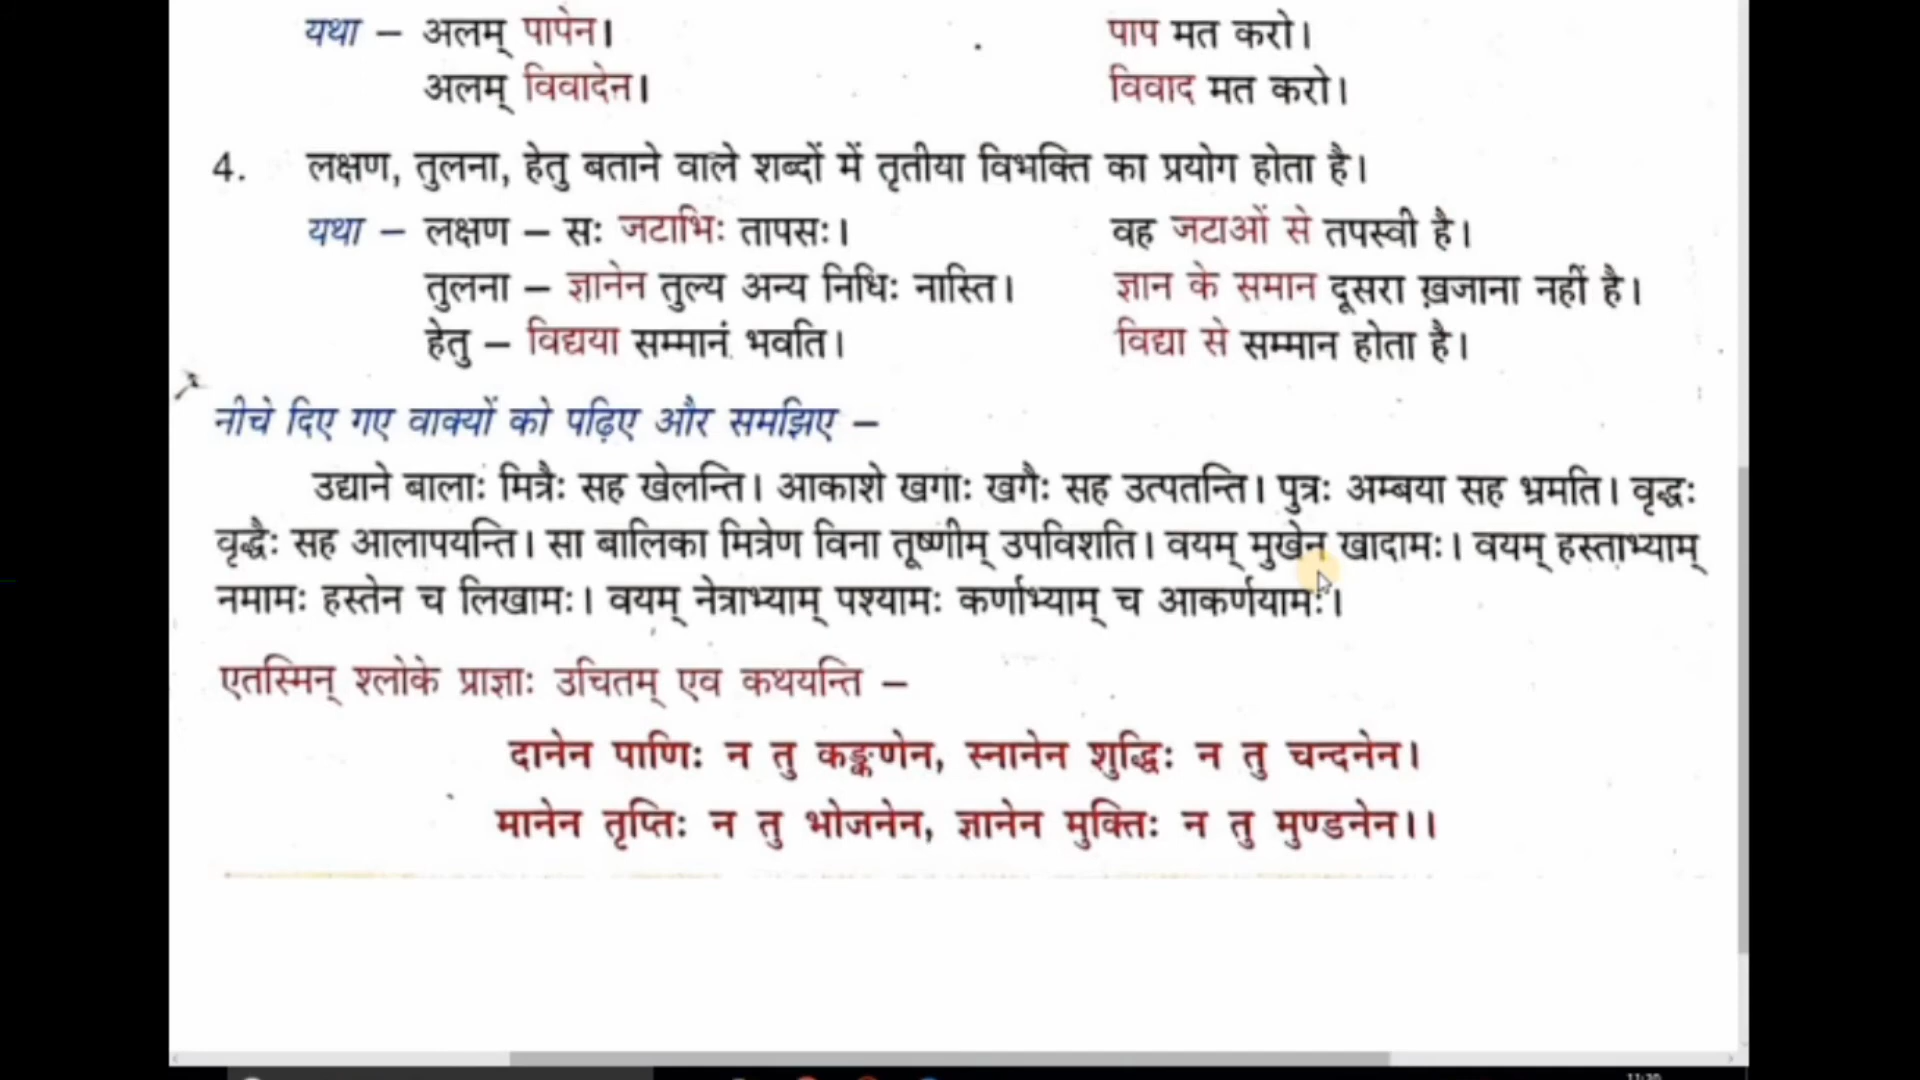 यथा – अलम् पापेन। पाप मत करो।
अलम् विवादेन। विवाद मत करो।
4. लक्षण, तुलना, हेतु बताने वाले शब्दों में तृतीया विभक्ति का प्रयोग होता है।
यथा – लक्षण – सः जटाभिः तापसः। वह जटाओं से तपस्वी है।
तुलना – ज्ञानेन तुल्य अन्य निधिः नास्ति। ज्ञान के समान दूसरा ख़जाना नहीं है।
हेतु – विद्यया सम्मानं भवति। विद्या से सम्मान होता है।
नीचे दिए गए वाक्यों को पढ़िए और समझिए –
उद्याने बालाः मित्रैः सह खेलन्ति। आकाशे खगाः खगैः सह उत्पतन्ति। पुत्रः अम्बया सह भ्रमति। वृद्धः
वृद्धैः सह आलापयन्ति। सा बालिका मित्रेण विना तूष्णीम् उपविशति। वयम् मुखेन खादामः। वयम् हस्ताभ्याम्
नमामः हस्तेन च लिखामः। वयम् नेत्राभ्याम् पश्यामः कर्णाभ्याम् च आकर्णयामः।
एतस्मिन् श्लोके प्राज्ञाः उचितम् एव कथयन्ति –
दानेन पाणिः न तु कङ्कणेन, स्नानेन शुद्धिः न तु चन्दनेन।
मानेन तृप्तिः न तु भोजनेन, ज्ञानेन मुक्तिः न तु मुण्डनेन।।